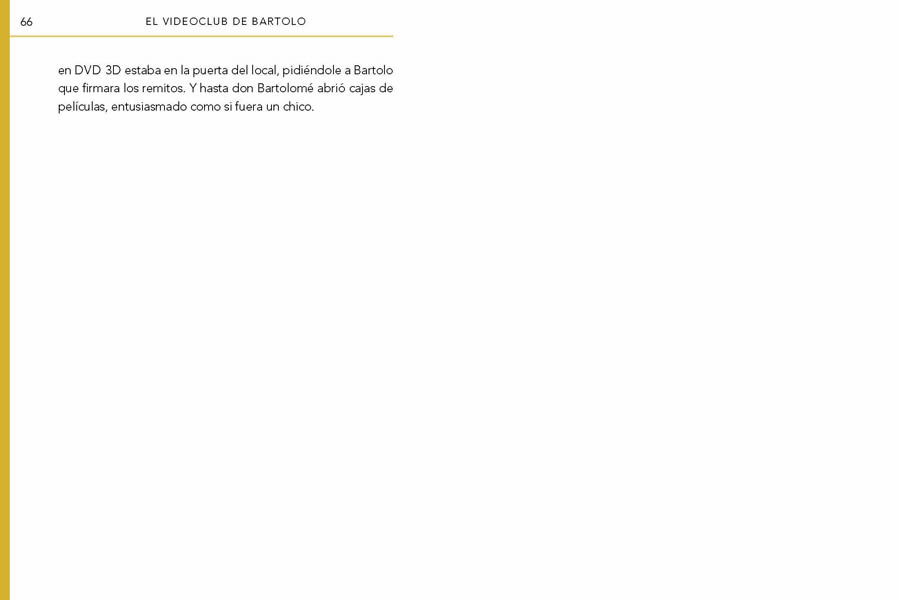 66
EL VIDEOCLUB DE BARTOLO
en DVD 3D estaba en la puerta del local, pidiéndole a Bartolo
que firmara los remitos. Y hasta don Bartolomé abrió cajas de
películas, entusiasmado como si fuera un chico.